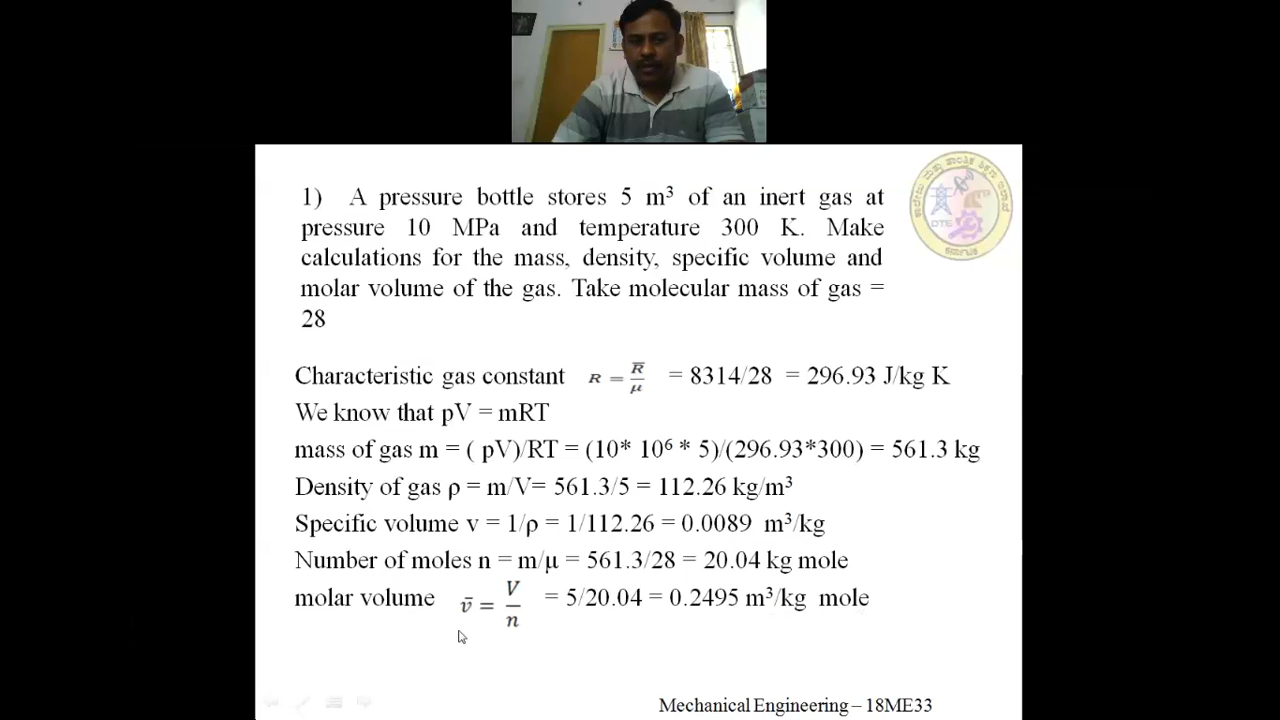 1) A pressure bottle stores 5 m³ of an inert gas at
pressure 10 MPa and temperature 300 K. Make
calculations for the mass, density, specific volume and
molar volume of the gas. Take molecular mass of gas =
28
Characteristic gas constant R = R̅/μ = 8314/28 = 296.93 J/kg K
We know that pV = mRT
mass of gas m = ( pV)/RT = (10* 10⁶ * 5)/(296.93*300) = 561.3 kg
Density of gas ρ = m/V= 561.3/5 = 112.26 kg/m³
Specific volume v = 1/ρ = 1/112.26 = 0.0089 m³/kg
Number of moles n = m/μ = 561.3/28 = 20.04 kg mole
molar volume v̄ = V/n = 5/20.04 = 0.2495 m³/kg mole
Mechanical Engineering – 18ME33
DTE